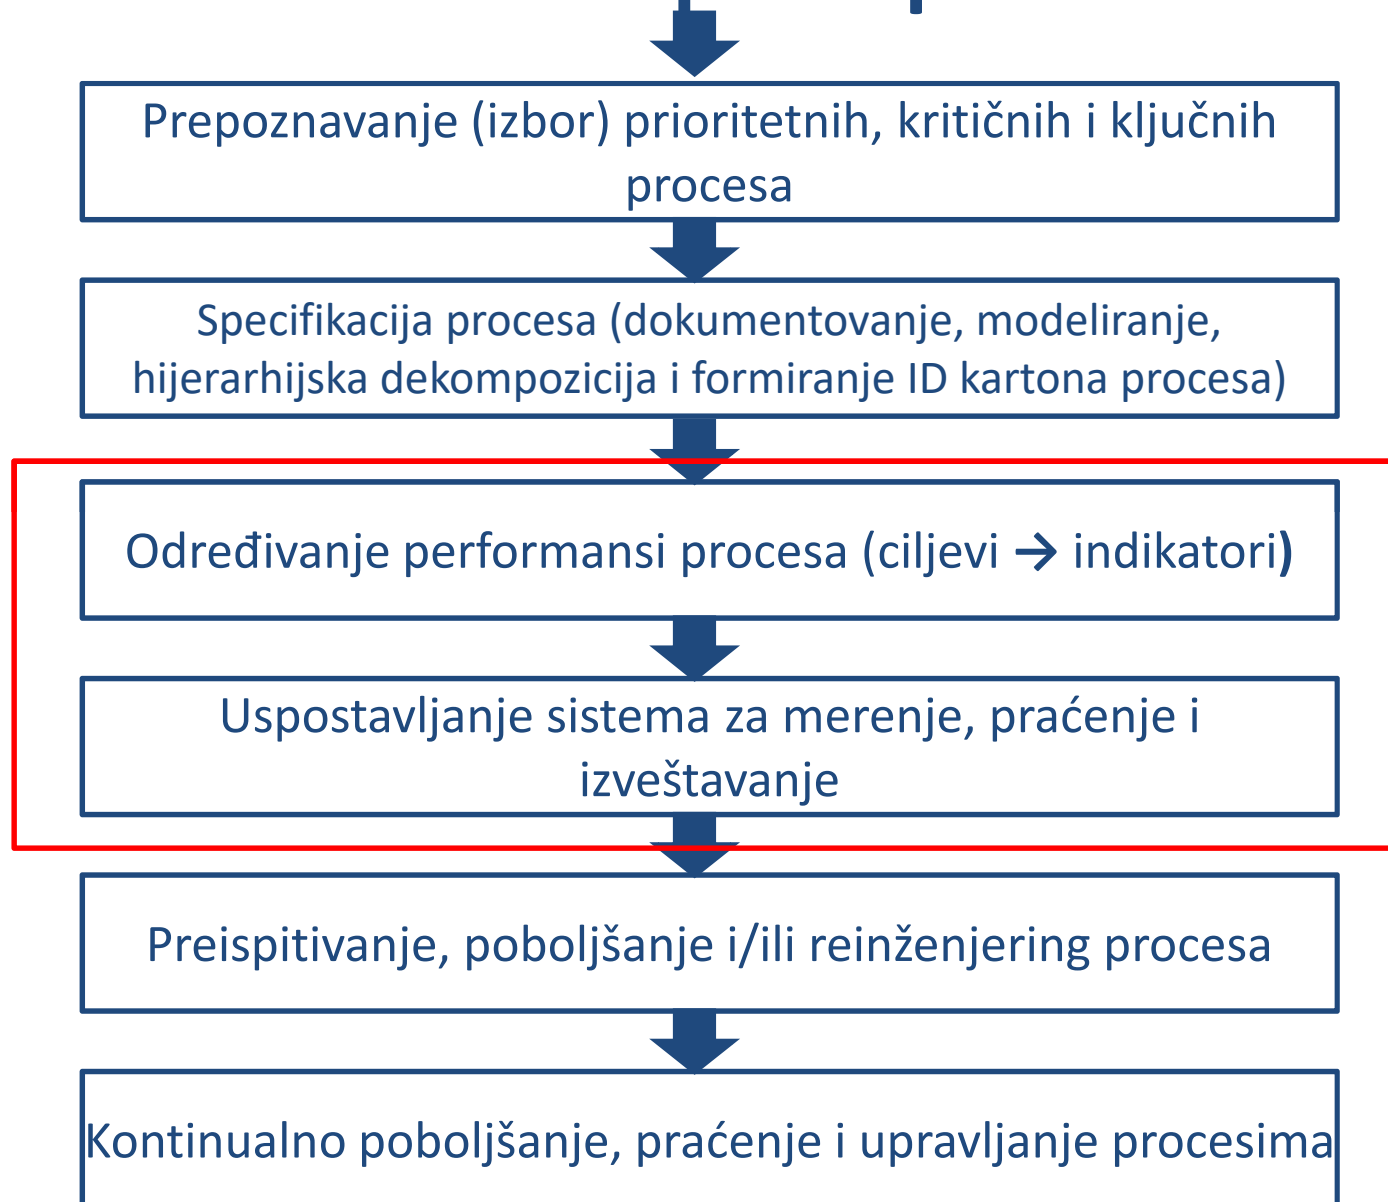 Prepoznavanje (izbor) prioritetnih, kritičnih i ključnih
procesa
Specifikacija procesa (dokumentovanje, modeliranje,
hijerarhijska dekompozicija i formiranje ID kartona procesa)
Određivanje performansi procesa (ciljevi → indikatori)
Uspostavljanje sistema za merenje, praćenje i
izveštavanje
Preispitivanje, poboljšanje i/ili reinženjering procesa
Kontinualno poboljšanje, praćenje i upravljanje procesima